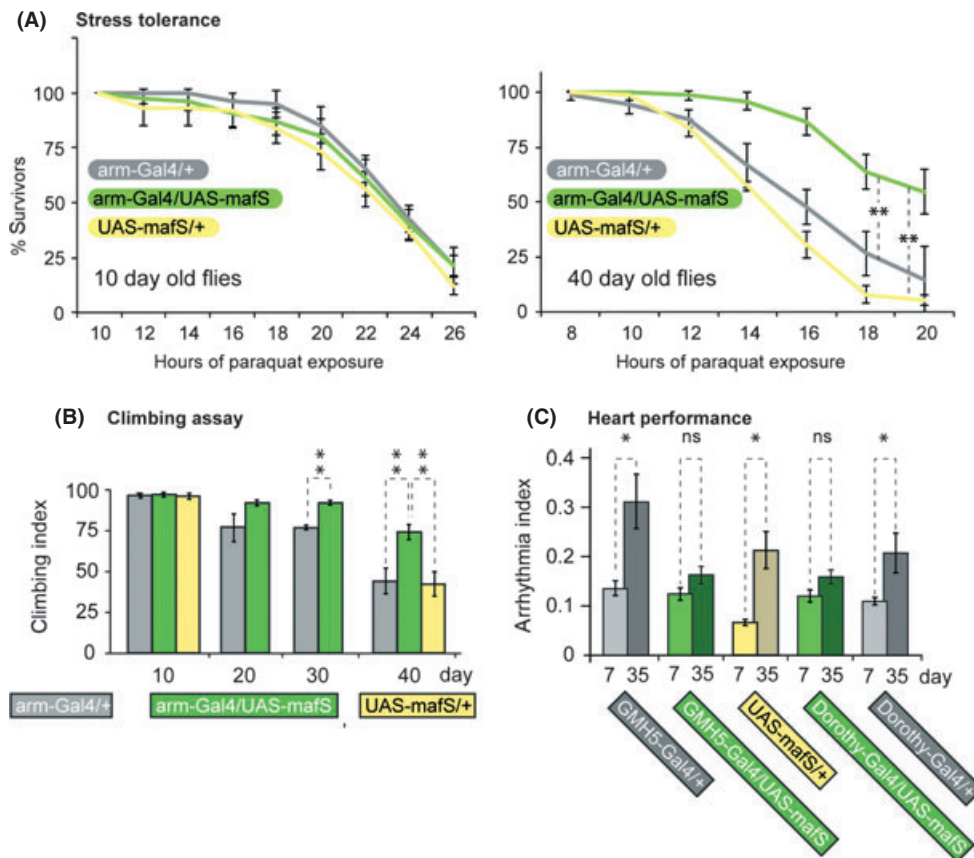 (A) Stress tolerance
% Survivors
100
75
50
25
0
arm-Gal4/+
arm-Gal4/UAS-mafS
UAS-mafS/+
10 day old flies
10 12 14 16 18 20 22 24 26
Hours of paraquat exposure
100
75
50
25
0
arm-Gal4/+
arm-Gal4/UAS-mafS
UAS-mafS/+
40 day old flies
**
**
8 10 12 14 16 18 20
Hours of paraquat exposure
(B) Climbing assay
Climbing index
100
75
50
25
0
**
** **
10 20 30 40 day
arm-Gal4/+ arm-Gal4/UAS-mafS , UAS-mafS/+
(C) Heart performance
Arrhythmia index
* ns * ns *
0.4
0.3
0.2
0.1
0
7 35 7 35 7 35 7 35 7 35 day
GMH5-Gal4/+
GMH5-Gal4/UAS-mafS
UAS-mafS/+
Dorothy-Gal4/UAS-mafS
Dorothy-Gal4/+